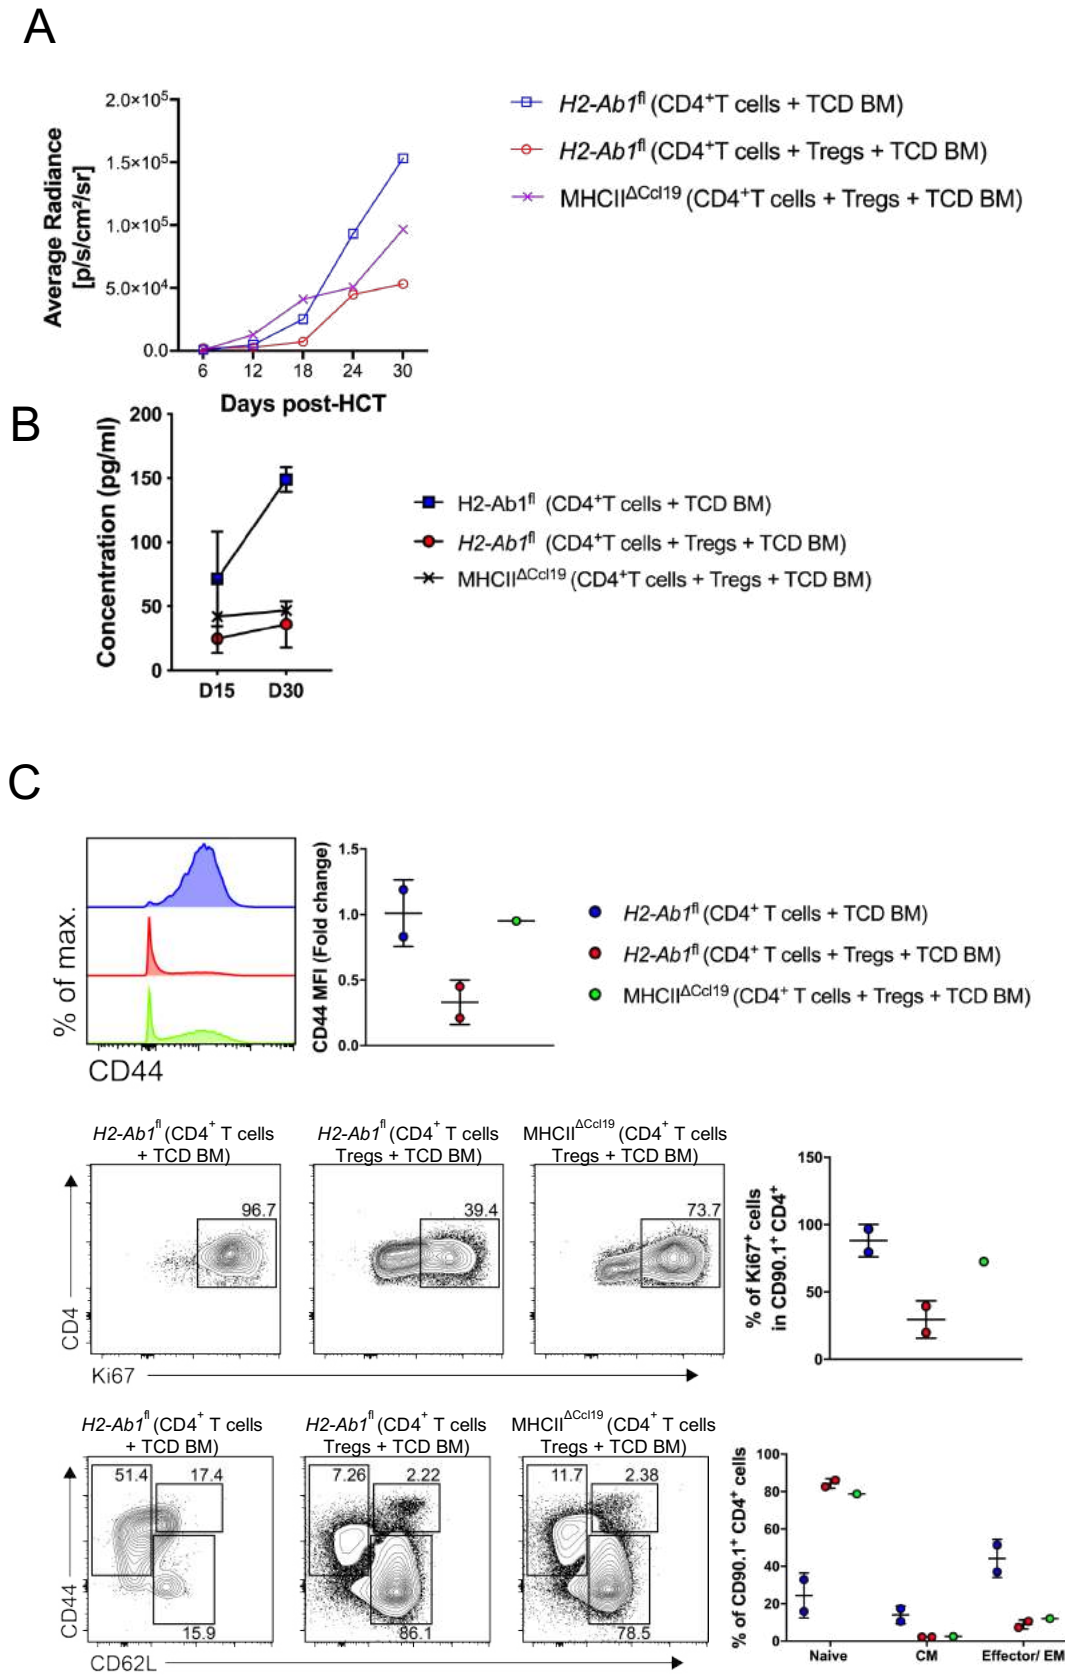 A
2.0×10⁵
1.5×10⁵
1.0×10⁵
5.0×10⁴
0.0
Average Radiance
[p/s/cm²/sr]
6 12 18 24 30
Days post-HCT
H2-Ab1ᶠˡ (CD4⁺T cells + TCD BM)
H2-Ab1ᶠˡ (CD4⁺T cells + Tregs + TCD BM)
MHCII^ΔCcl19 (CD4⁺T cells + Tregs + TCD BM)
B
200
150
100
50
0
Concentration (pg/ml)
D15 D30
H2-Ab1ᶠˡ (CD4⁺T cells + TCD BM)
H2-Ab1ᶠˡ (CD4⁺T cells + Tregs + TCD BM)
MHCII^ΔCcl19 (CD4⁺T cells + Tregs + TCD BM)
C
% of max.
CD44
CD44 MFI (Fold change)
1.5
1.0
0.5
0.0
H2-Ab1ᶠˡ (CD4⁺ T cells + TCD BM)
H2-Ab1ᶠˡ (CD4⁺ T cells + Tregs + TCD BM)
MHCII^ΔCcl19 (CD4⁺ T cells + Tregs + TCD BM)
H2-Ab1ᶠˡ (CD4⁺ T cells
+ TCD BM)
H2-Ab1ᶠˡ (CD4⁺ T cells
Tregs + TCD BM)
MHCII^ΔCcl19 (CD4⁺ T cells
Tregs + TCD BM)
96.7
39.4
73.7
CD4
Ki67
% of Ki67⁺ cells
in CD90.1⁺ CD4⁺
150
100
50
0
H2-Ab1ᶠˡ (CD4⁺ T cells
+ TCD BM)
H2-Ab1ᶠˡ (CD4⁺ T cells
Tregs + TCD BM)
MHCII^ΔCcl19 (CD4⁺ T cells
Tregs + TCD BM)
51.4 17.4
15.9
7.26 2.22
86.1
11.7 2.38
78.5
CD44
CD62L
% of CD90.1⁺ CD4⁺ cells
100
80
60
40
20
0
Naive CM Effector/ EM